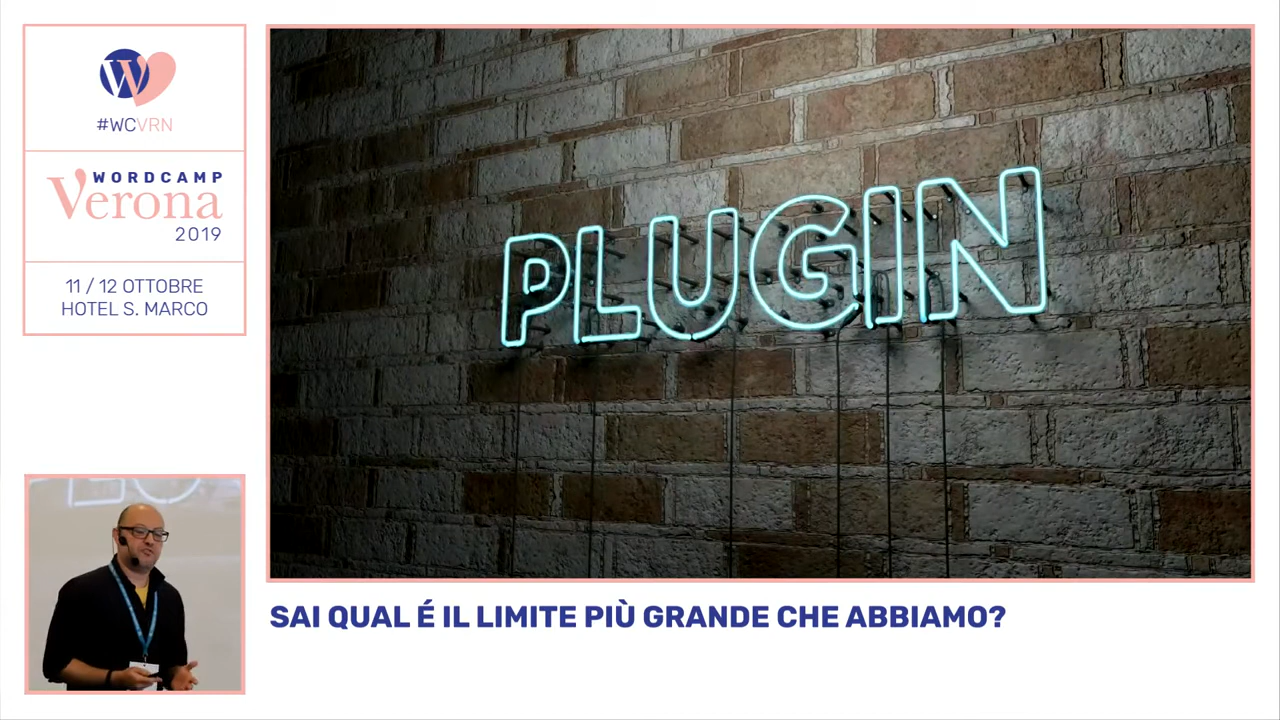 #WCVRN
WORDCAMP
Verona
2019
11 / 12 OTTOBRE
HOTEL S. MARCO
PLUGIN
SAI QUAL É IL LIMITE PIÙ GRANDE CHE ABBIAMO?